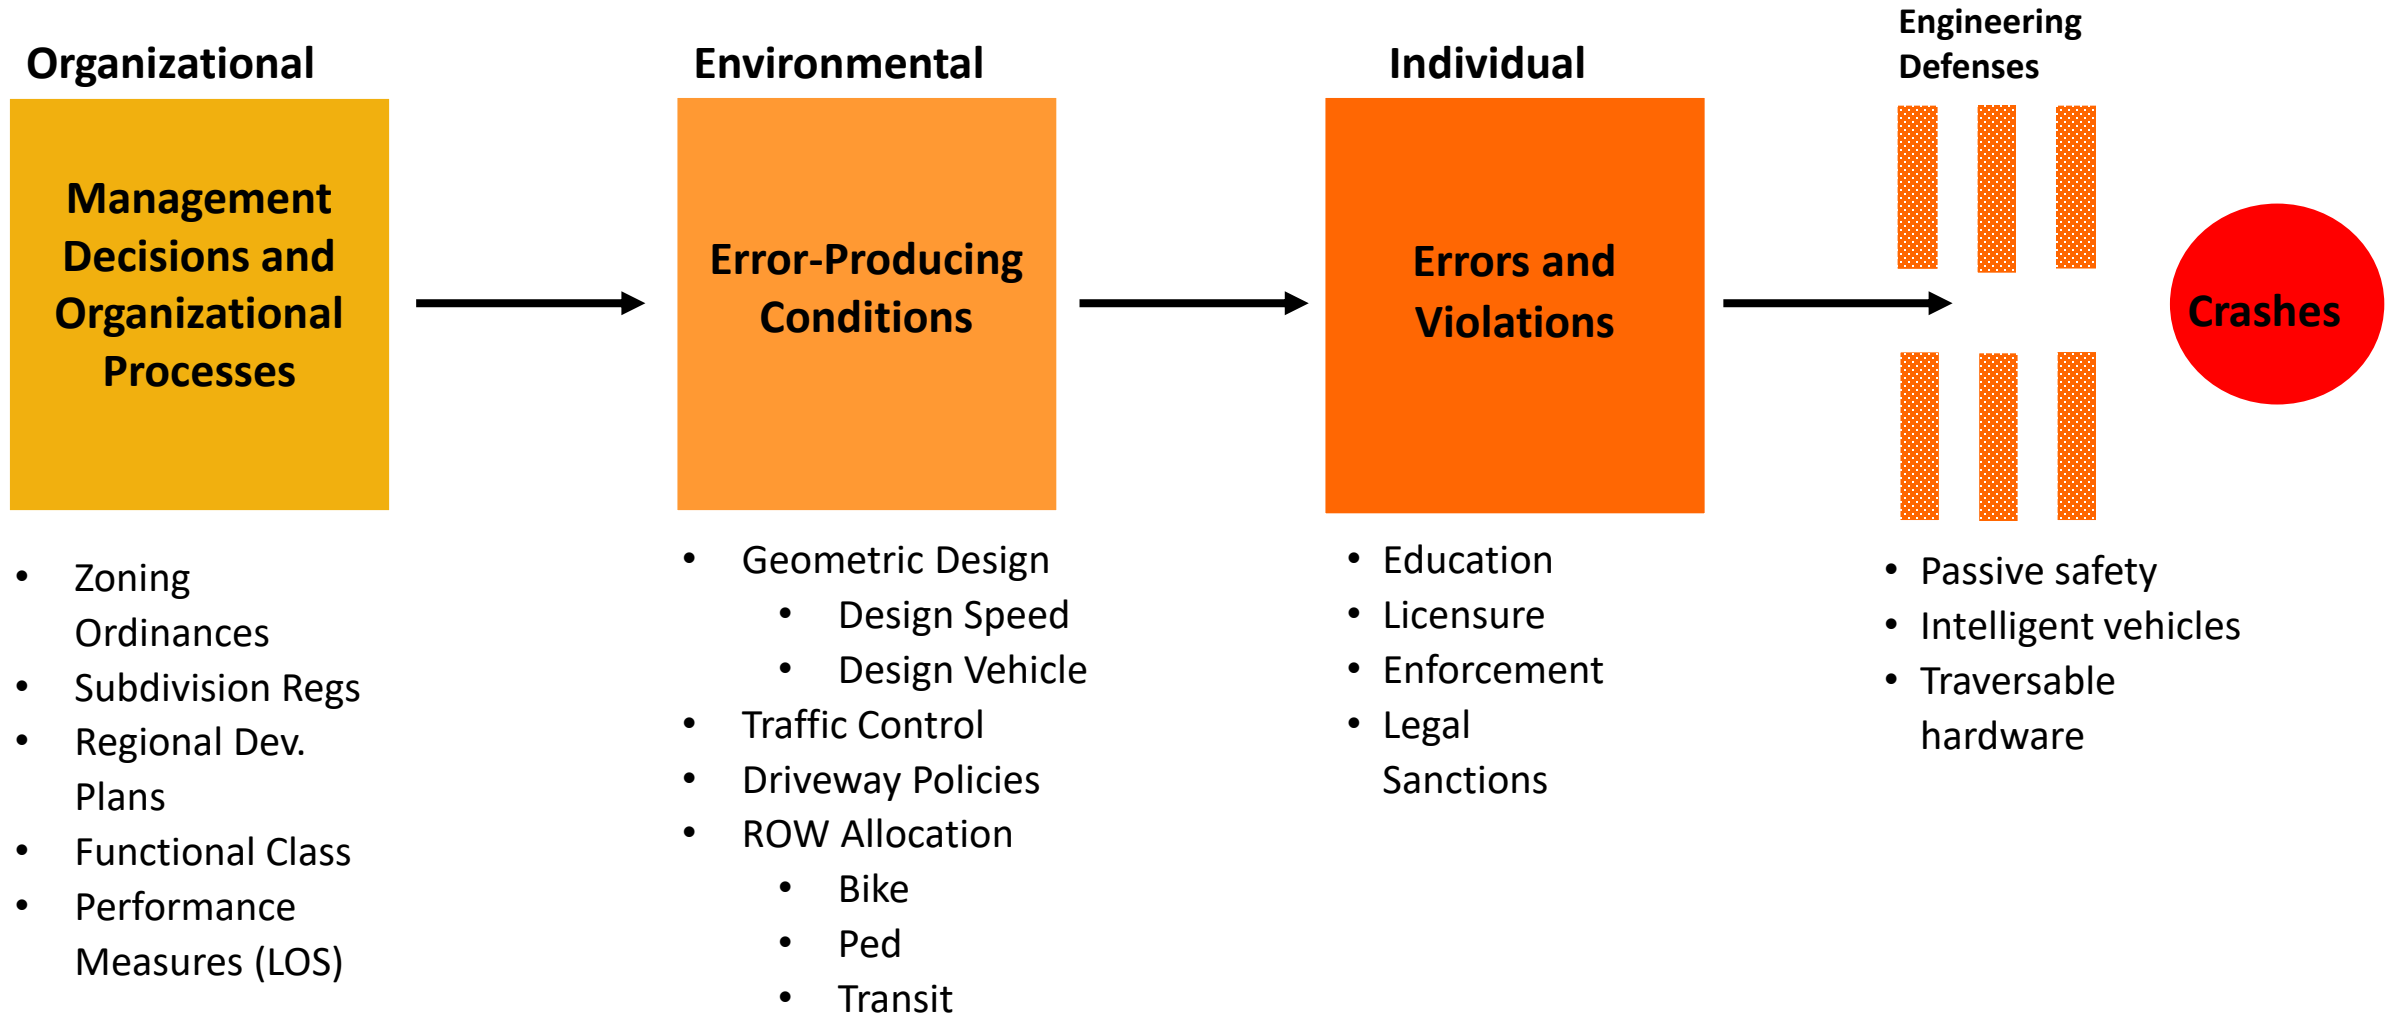 Organizational
Management
Decisions and
Organizational
Processes
• Zoning
Ordinances
• Subdivision Regs
• Regional Dev.
Plans
• Functional Class
• Performance
Measures (LOS)
Environmental
Error-Producing
Conditions
• Geometric Design
• Design Speed
• Design Vehicle
• Traffic Control
• Driveway Policies
• ROW Allocation
• Bike
• Ped
• Transit
Individual
Errors and
Violations
• Education
• Licensure
• Enforcement
• Legal
Sanctions
Engineering
Defenses
• Passive safety
• Intelligent vehicles
• Traversable
hardware
Crashes